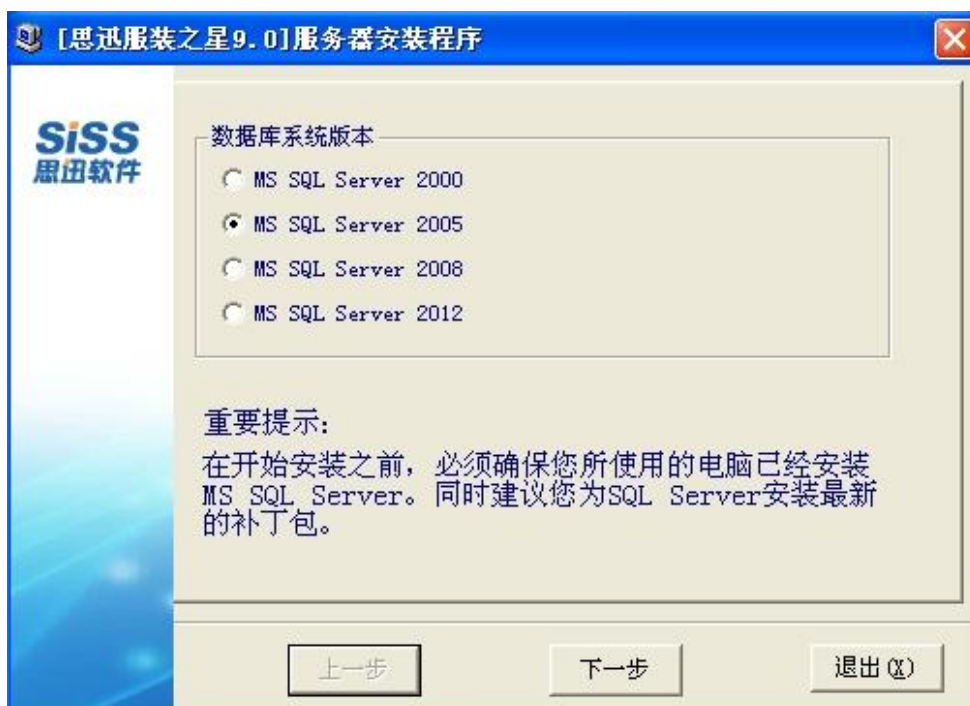 [思迅服装之星9.0]服务器安装程序
SiSS
思迅软件
数据库系统版本
MS SQL Server 2000
MS SQL Server 2005
MS SQL Server 2008
MS SQL Server 2012
重要提示:
在开始安装之前，必须确保您所使用的电脑已经安装
MS SQL Server。同时建议您为SQL Server安装最新
的补丁包。
上一步
下一步
退出(X)